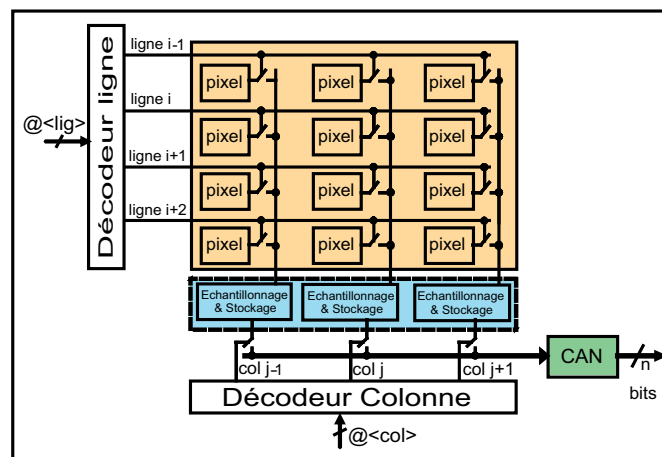 ligne i-1
pixel pixel pixel
ligne i
@<lig>
Décodeur ligne
pixel pixel pixel
ligne i+1
pixel pixel pixel
ligne i+2
pixel pixel pixel
Echantillonnage
& Stockage
Echantillonnage
& Stockage
Echantillonnage
& Stockage
CAN
n
bits
col j-1
col j
col j+1
Décodeur Colonne
@<col>